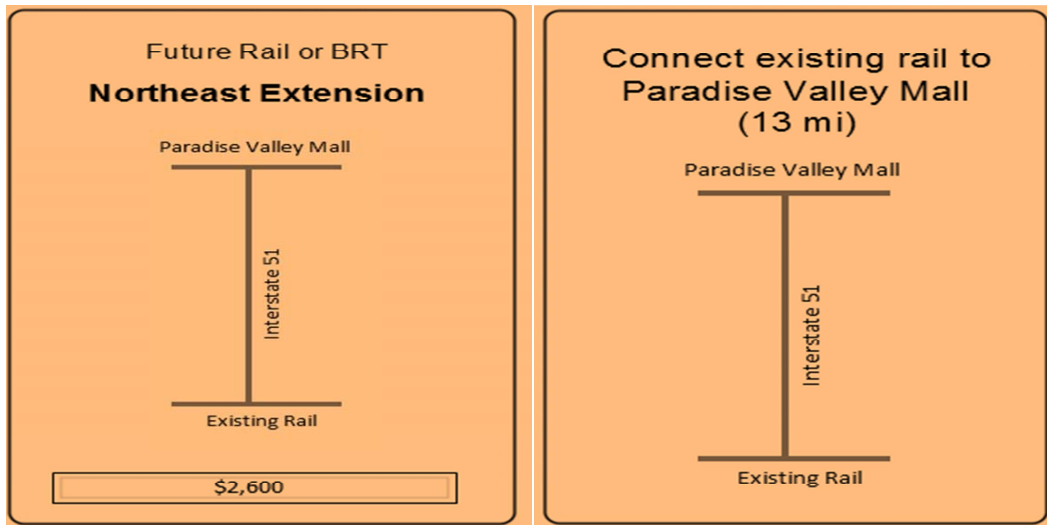 Future Rail or BRT
Northeast Extension
Paradise Valley Mall
Interstate 51
Existing Rail
$2,600
Connect existing rail to
Paradise Valley Mall
(13 mi)
Paradise Valley Mall
Interstate 51
Existing Rail